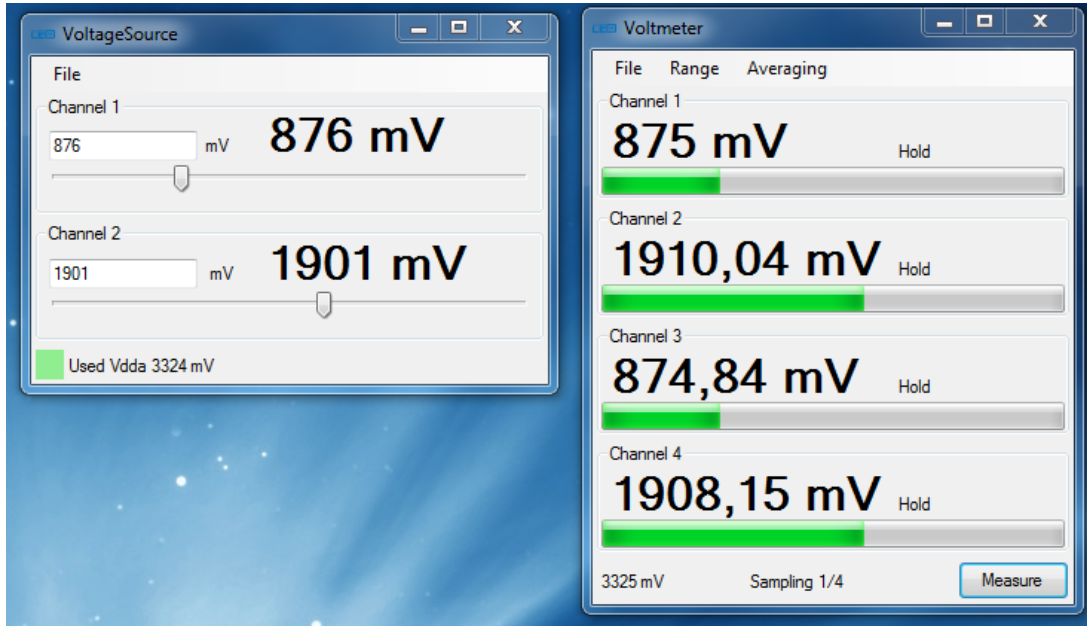 VoltageSource
File
Channel 1
876 mV 876 mV
Channel 2
1901 mV 1901 mV
Used Vdda 3324 mV
Voltmeter
File Range Averaging
Channel 1
875 mV Hold
Channel 2
1910,04 mV Hold
Channel 3
874,84 mV Hold
Channel 4
1908,15 mV Hold
3325 mV Sampling 1/4 Measure